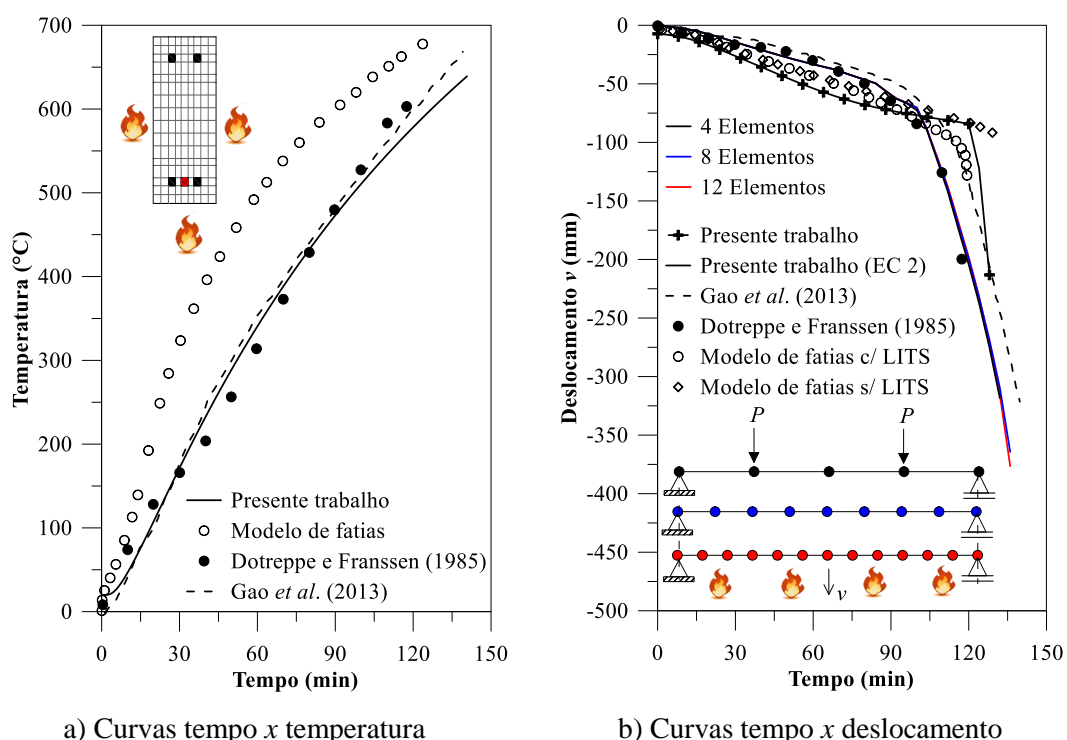 700
600
500
400
300
200
100
0
Temperatura (°C)
Presente trabalho
Modelo de fatias
Dotreppe e Franssen (1985)
Gao et al. (2013)
0 30 60 90 120 150
Tempo (min)
a) Curvas tempo x temperatura
0
-50
-100
-150
-200
-250
-300
-350
-400
-450
-500
Deslocamento v (mm)
4 Elementos
8 Elementos
12 Elementos
Presente trabalho
Presente trabalho (EC 2)
Gao et al. (2013)
Dotreppe e Franssen (1985)
Modelo de fatias c/ LITS
Modelo de fatias s/ LITS
P P
v
0 30 60 90 120 150
Tempo (min)
b) Curvas tempo x deslocamento